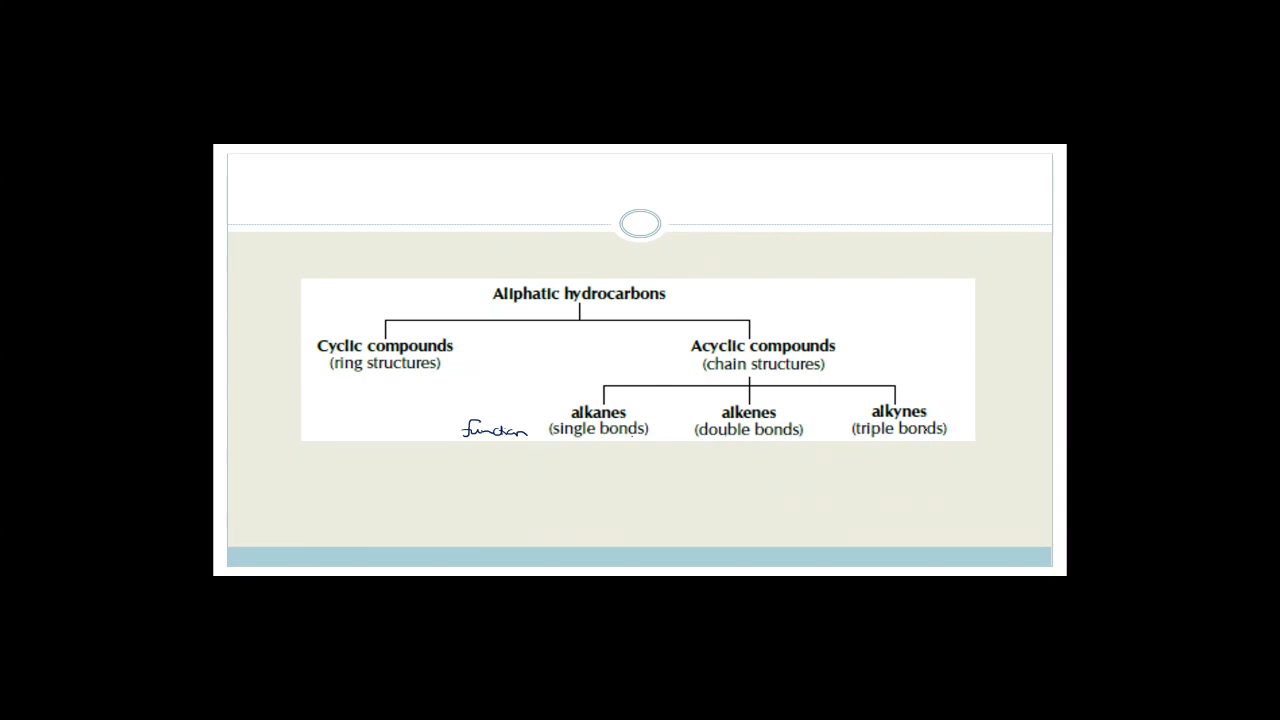 Aliphatic hydrocarbons
Cyclic compounds
(ring structures)
Acyclic compounds
(chain structures)
alkanes
(single bonds)
alkenes
(double bonds)
alkynes
(triple bonds)